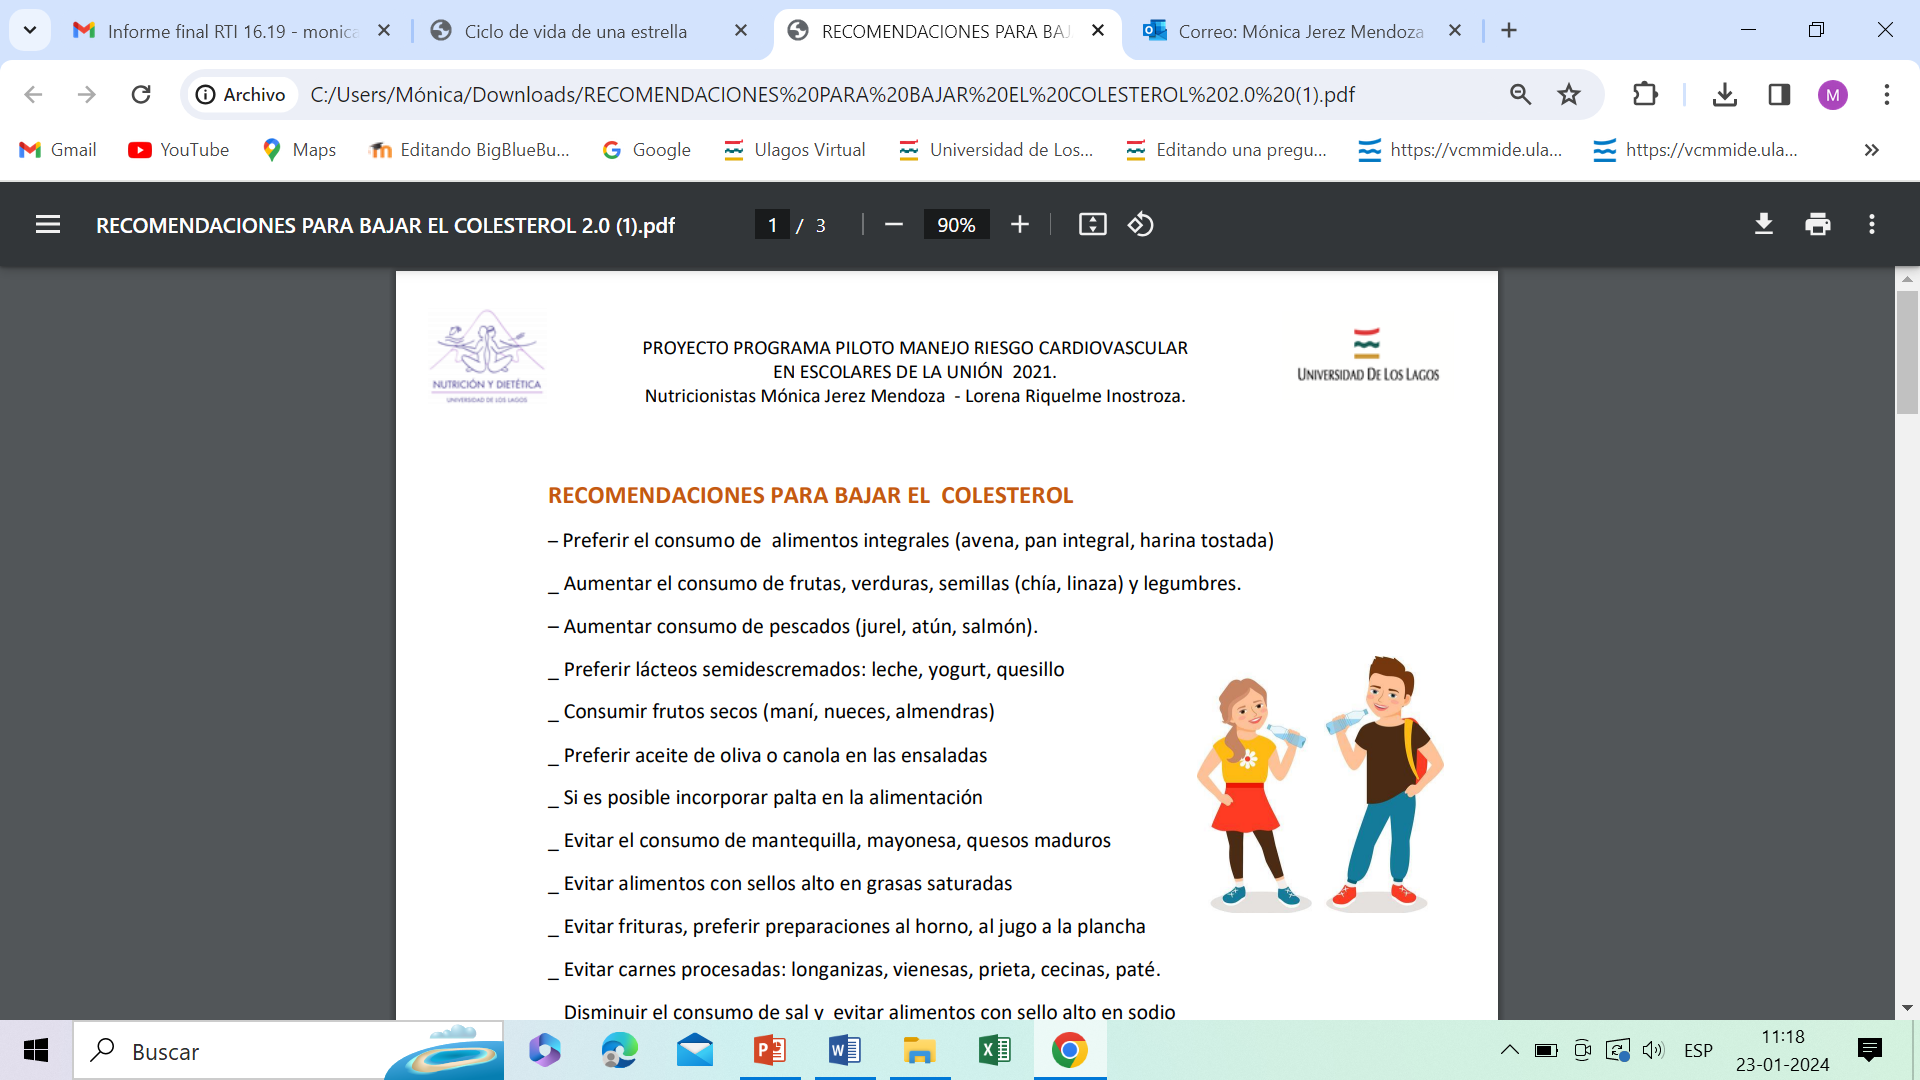 Informe final RTI 16.19 - monica
Ciclo de vida de una estrella
RECOMENDACIONES PARA BAJ
Correo: Mónica Jerez Mendoza
Archivo
C:/Users/Mónica/Downloads/RECOMENDACIONES%20PARA%20BAJAR%20EL%20COLESTEROL%202.0%20(1).pdf
M
Gmail
YouTube
Maps
Editando BigBlueBu...
Google
Ulagos Virtual
Universidad de Los...
Editando una pregu...
https://vcmmide.ula...
https://vcmmide.ula...
RECOMENDACIONES PARA BAJAR EL COLESTEROL 2.0 (1).pdf
1 / 3
90%
NUTRICIÓN Y DIETÉTICA
UNIVERSIDAD DE LOS LAGOS
PROYECTO PROGRAMA PILOTO MANEJO RIESGO CARDIOVASCULAR
EN ESCOLARES DE LA UNIÓN 2021.
Nutricionistas Mónica Jerez Mendoza - Lorena Riquelme Inostroza.
UNIVERSIDAD DE LOS LAGOS
RECOMENDACIONES PARA BAJAR EL COLESTEROL
– Preferir el consumo de alimentos integrales (avena, pan integral, harina tostada)
_ Aumentar el consumo de frutas, verduras, semillas (chía, linaza) y legumbres.
– Aumentar consumo de pescados (jurel, atún, salmón).
_ Preferir lácteos semidescremados: leche, yogurt, quesillo
_ Consumir frutos secos (maní, nueces, almendras)
_ Preferir aceite de oliva o canola en las ensaladas
_ Si es posible incorporar palta en la alimentación
_ Evitar el consumo de mantequilla, mayonesa, quesos maduros
_ Evitar alimentos con sellos alto en grasas saturadas
_ Evitar frituras, preferir preparaciones al horno, al jugo a la plancha
_ Evitar carnes procesadas: longanizas, vienesas, prieta, cecinas, paté.
Disminuir el consumo de sal y evitar alimentos con sello alto en sodio
Buscar
ESP
11:18
23-01-2024